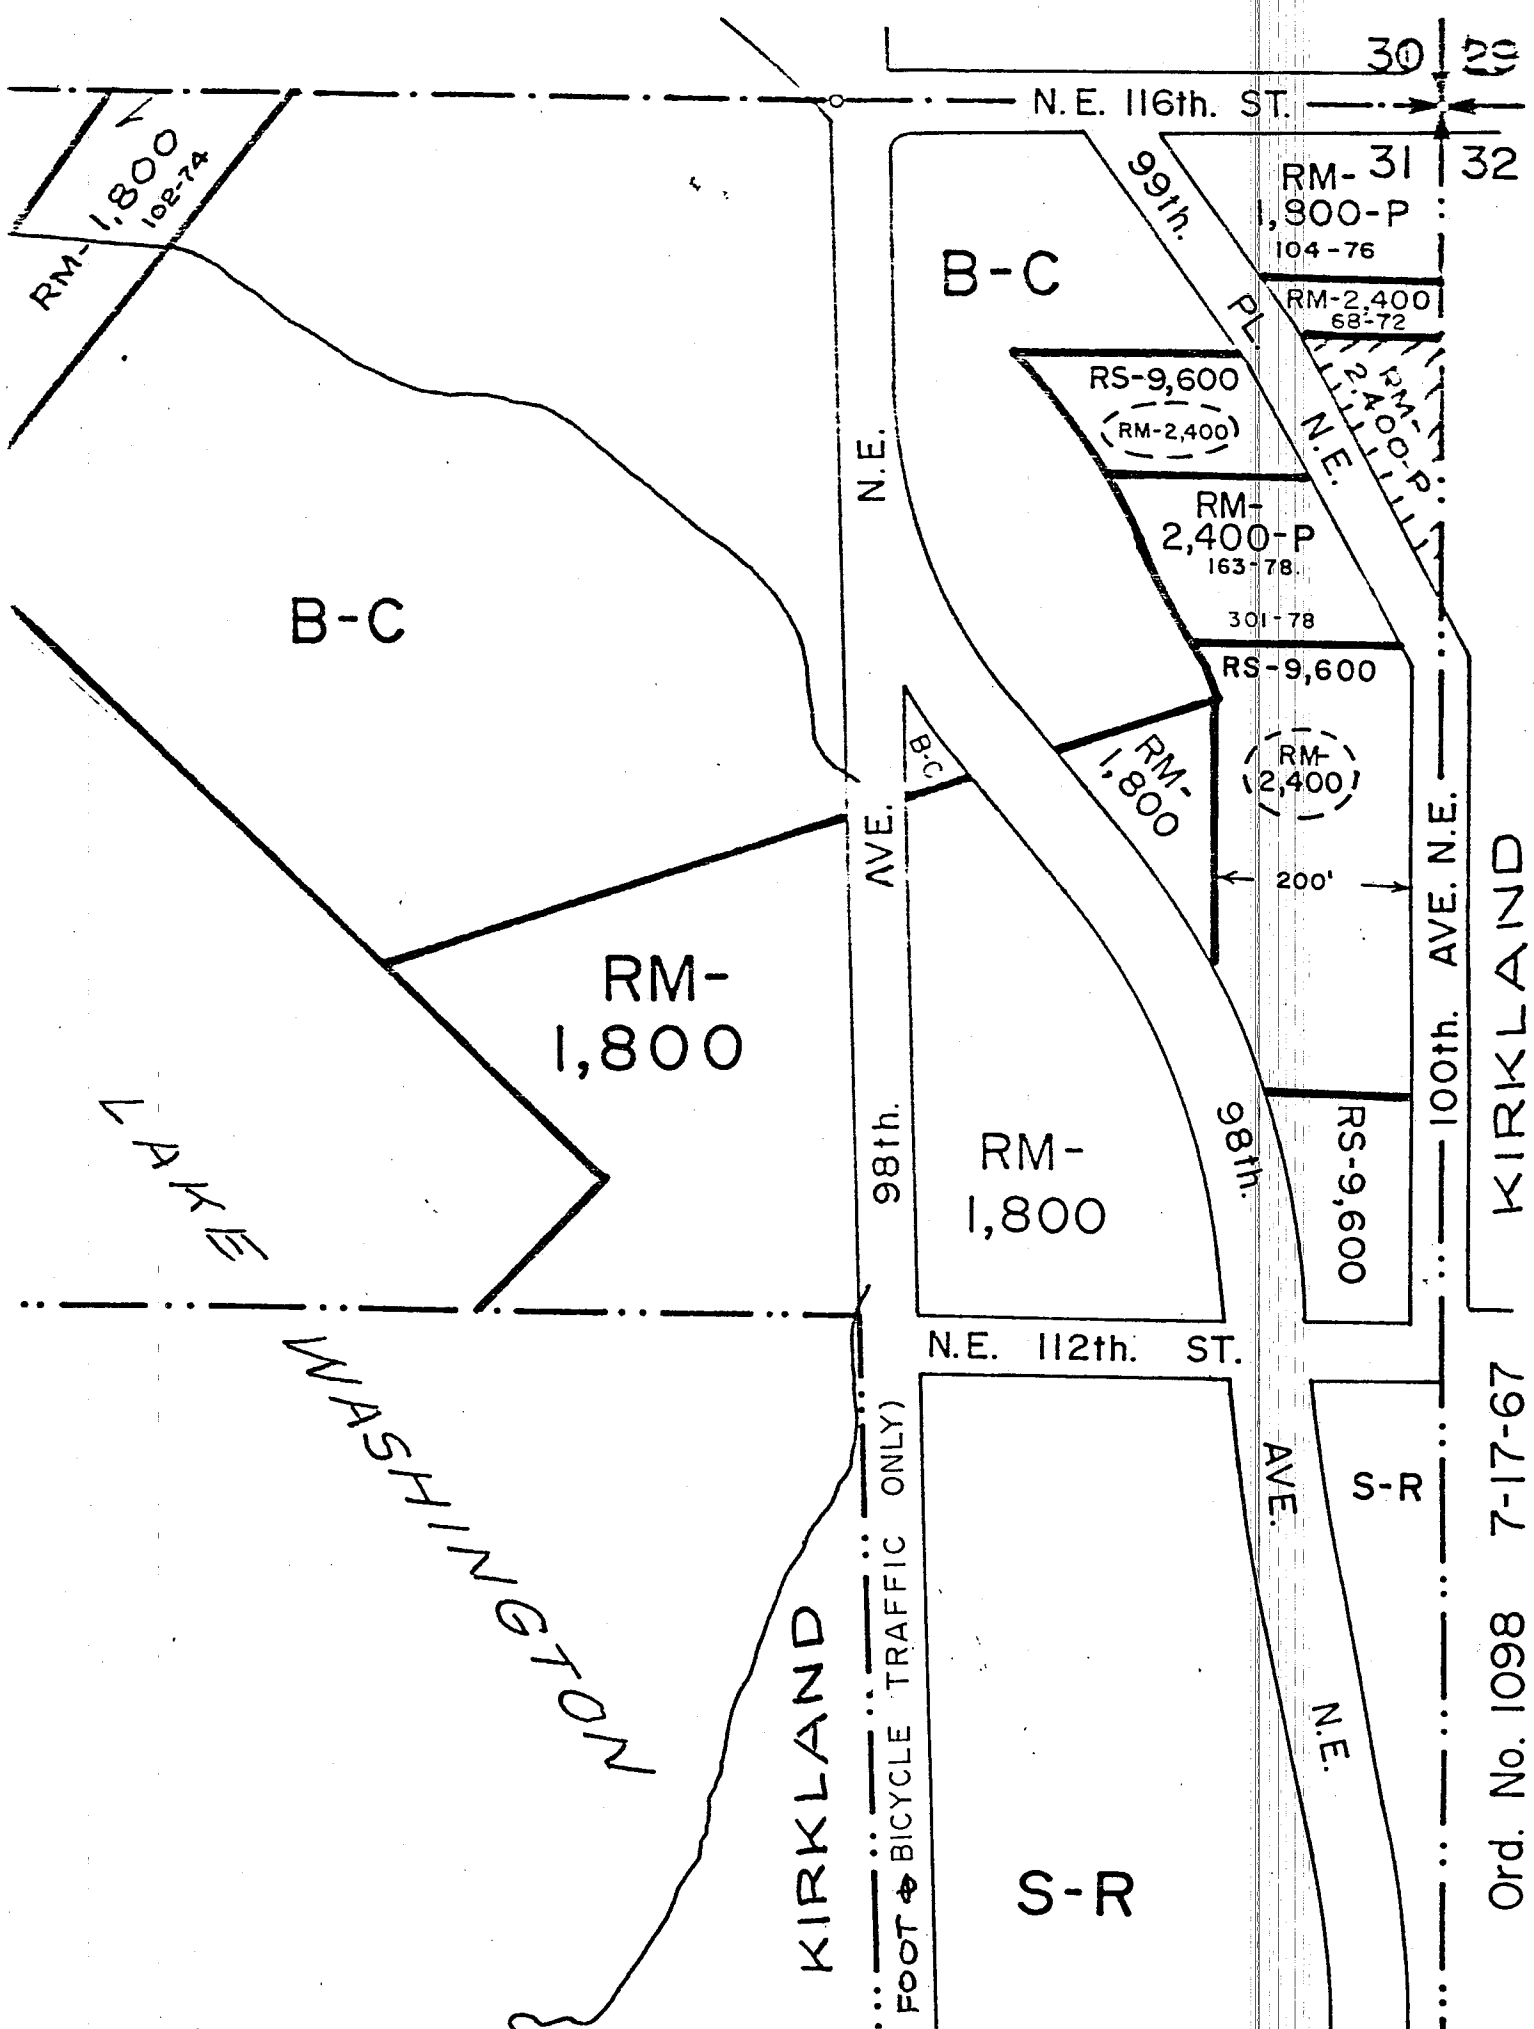 30
29
N.E. 116th. ST.
31
32
RM-1,800
102-74
99th. PL. N.E.
RM-
1,800-P
104-76
RM-2,400
68-72
B-C
RM-
2,400-P
RS-9,600
RM-2,400
N.E.
RM-
2,400-P
163-78
301-78
B-C
RS-9,600
B-C
RM-
1,800
RM-
2,400
AVE.
200'
100th. AVE. N.E.
KIRKLAND
RM-
1,800
98th.
RM-
1,800
98th.
RS-9,600
LAKE
WASHINGTON
N.E. 112th. ST.
AVE.
S-R
N.E.
KIRKLAND
FOOT & BICYCLE TRAFFIC ONLY)
S-R
Ord. No. 1098 7-17-67